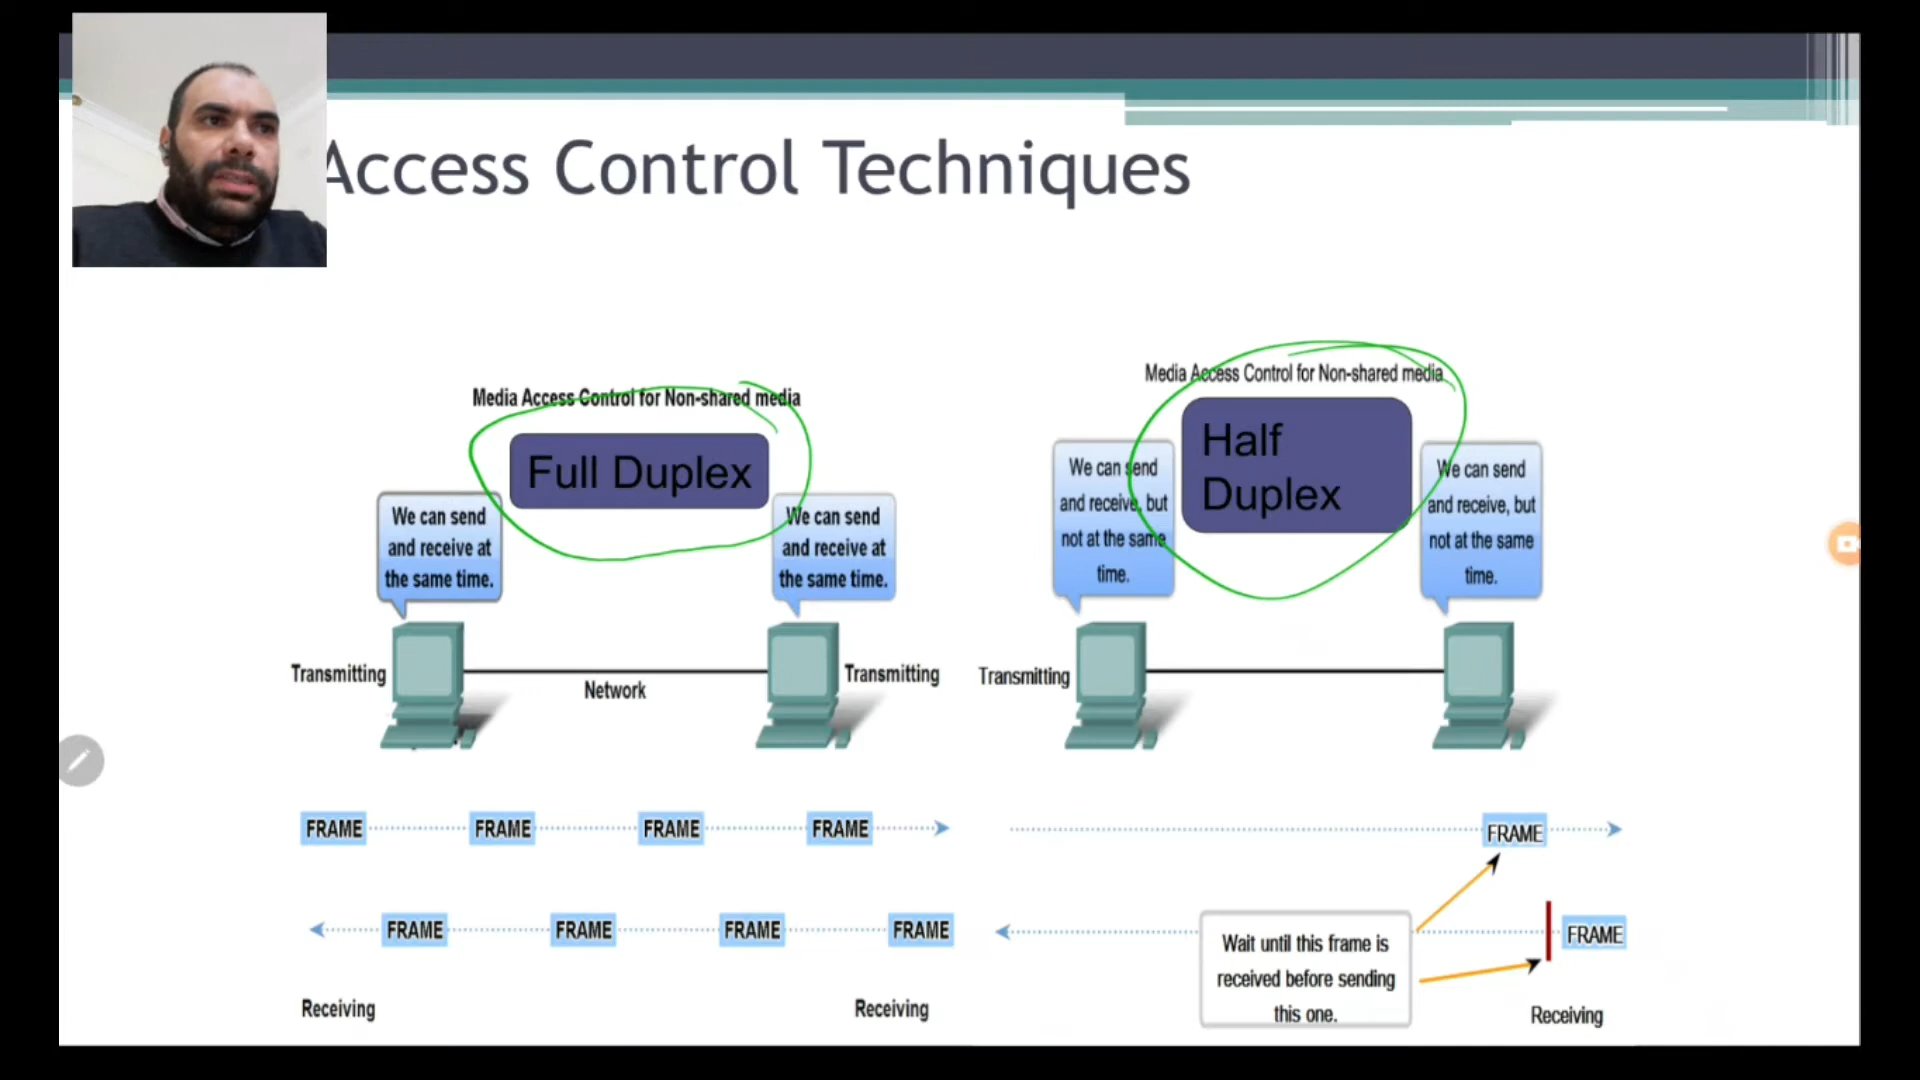 Access Control Techniques
Media Access Control for Non-shared media
Full Duplex
We can send
and receive at
the same time.
We can send
and receive at
the same time.
Transmitting
Network
Transmitting
FRAME
FRAME
FRAME
FRAME
FRAME
FRAME
FRAME
FRAME
Receiving
Receiving
Media Access Control for Non-shared media
Half
Duplex
We can send
and receive, but
not at the same
time.
We can send
and receive, but
not at the same
time.
Transmitting
FRAME
Wait until this frame is
received before sending
this one.
FRAME
Receiving